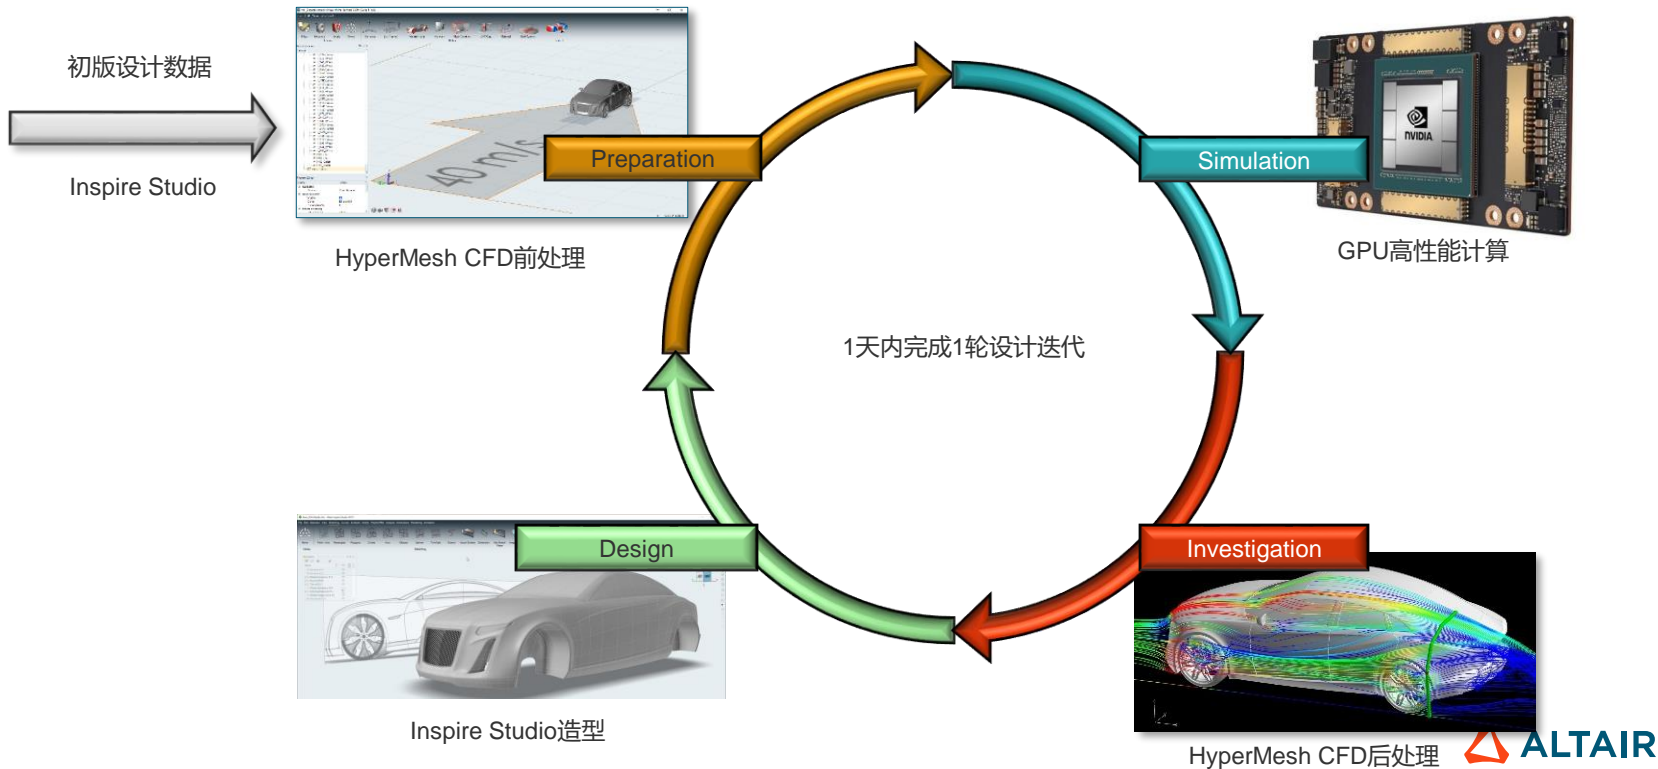 初版设计数据
Inspire Studio
40 m/s
Preparation
HyperMesh CFD前处理
Simulation
NVIDIA
GPU高性能计算
1天内完成1轮设计迭代
Design
Inspire Studio造型
Investigation
HyperMesh CFD后处理
ALTAIR